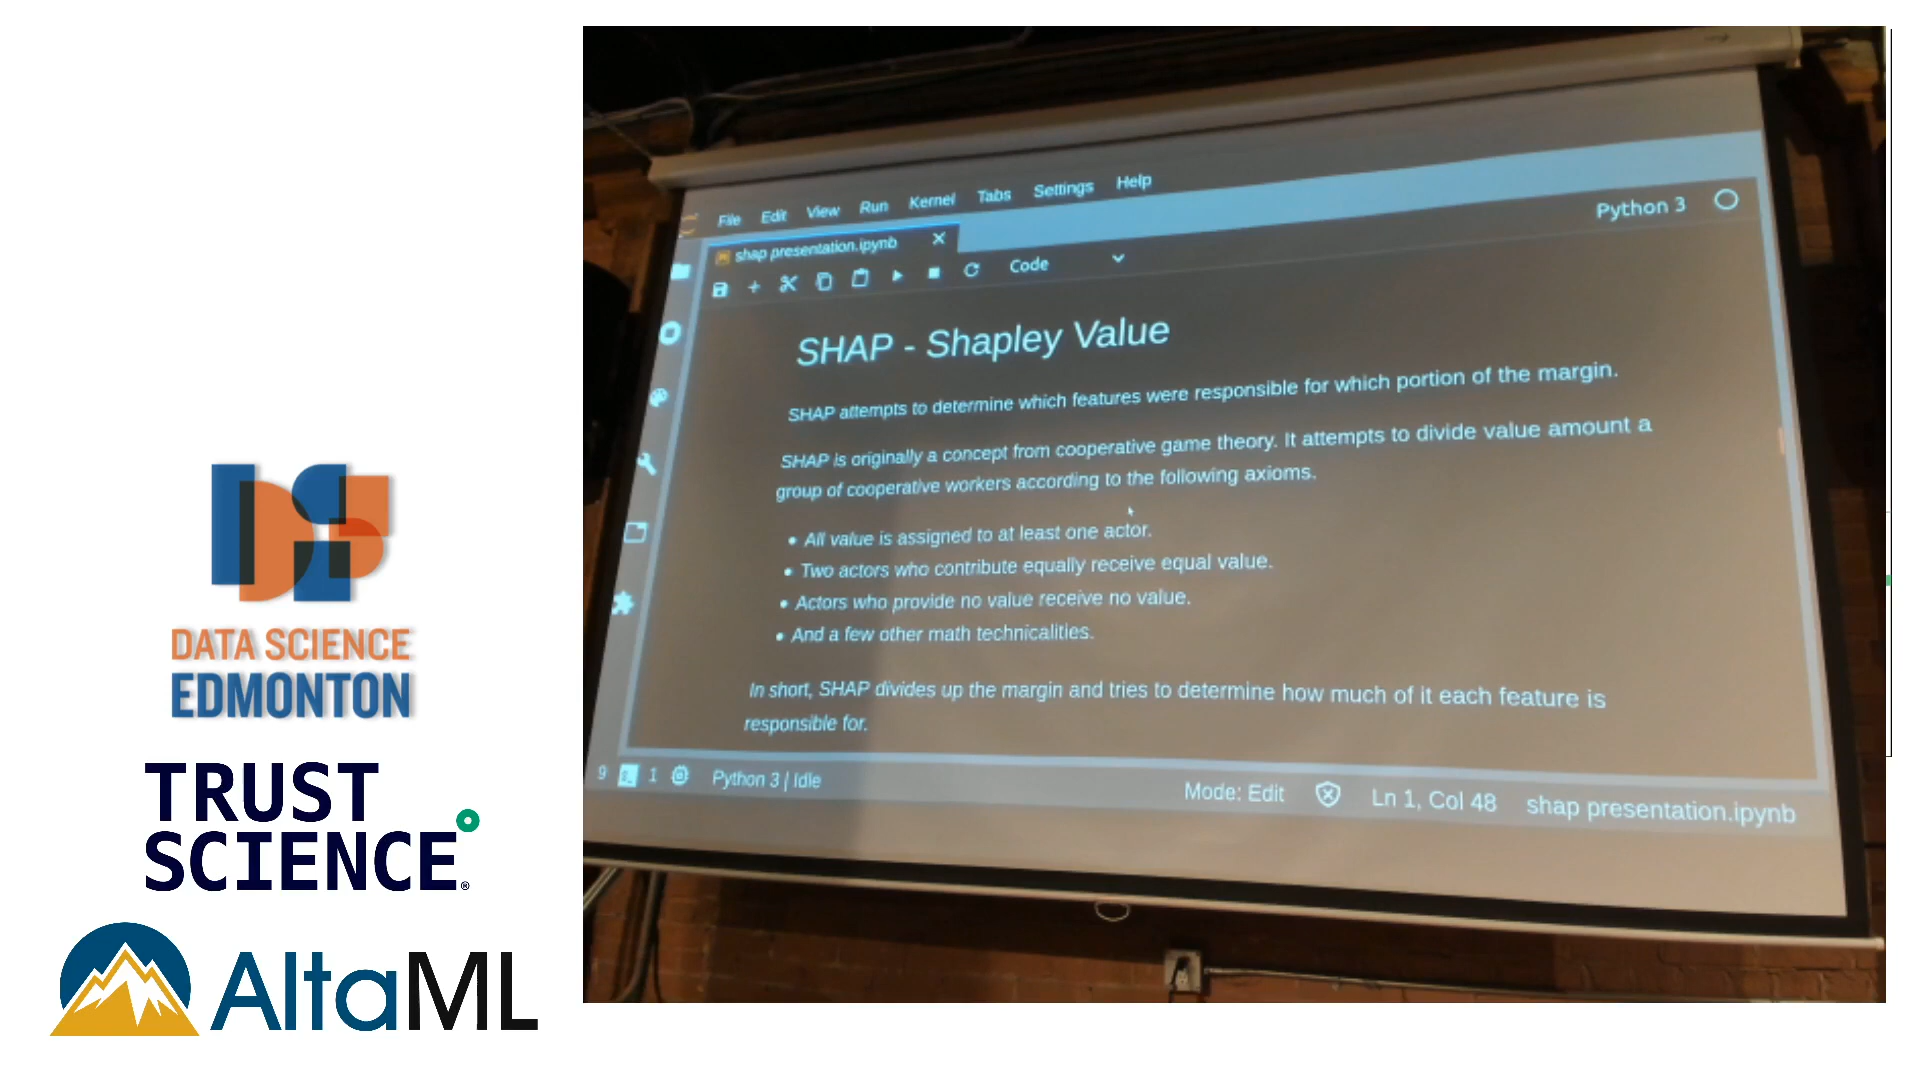 DATA SCIENCE
EDMONTON
TRUST
SCIENCE®
AltaML
File Edit View Run Kernel Tabs Settings Help
shap presentation.ipynb
Python 3
Code
SHAP - Shapley Value
SHAP attempts to determine which features were responsible for which portion of the margin.
SHAP is originally a concept from cooperative game theory. It attempts to divide value amount a
group of cooperative workers according to the following axioms.
• All value is assigned to at least one actor.
• Two actors who contribute equally receive equal value.
• Actors who provide no value receive no value.
• And a few other math technicalities.
In short, SHAP divides up the margin and tries to determine how much of it each feature is
responsible for.
9 1 Python 3 | Idle Mode: Edit Ln 1, Col 48 shap presentation.ipynb